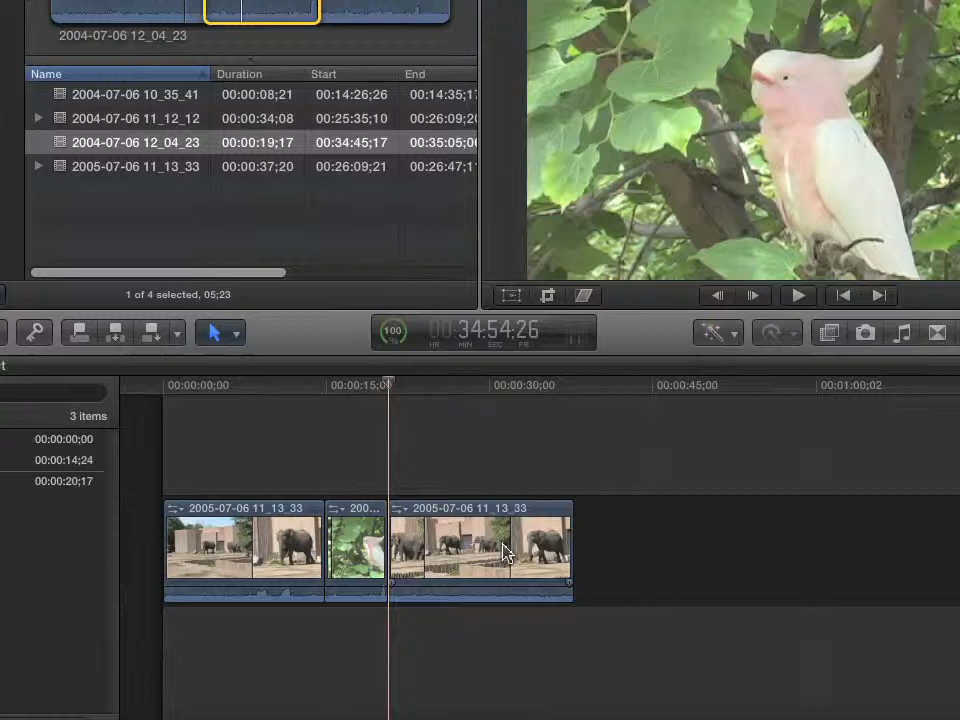 2004-07-06 12_04_23
Name Duration Start End
2004-07-06 10_35_41 00:00:08;21 00:14:26;26 00:14:35;1
2004-07-06 11_12_12 00:00:34;08 00:25:35;10 00:26:09;2
2004-07-06 12_04_23 00:00:19;17 00:34:45;17 00:35:05;0
2005-07-06 11_13_33 00:00:37;20 00:26:09;21 00:26:47;1
1 of 4 selected, 05;23
100 % 00:34:54:26
HR MIN SEC FR
t
00:00:00;00 00:00:15;0 00:00:30;00 00:00:45;00 00:01:00;02
3 items
00:00:00;00
00:00:14;24
00:00:20;17
2005-07-06 11_13_33 200... 2005-07-06 11_13_33